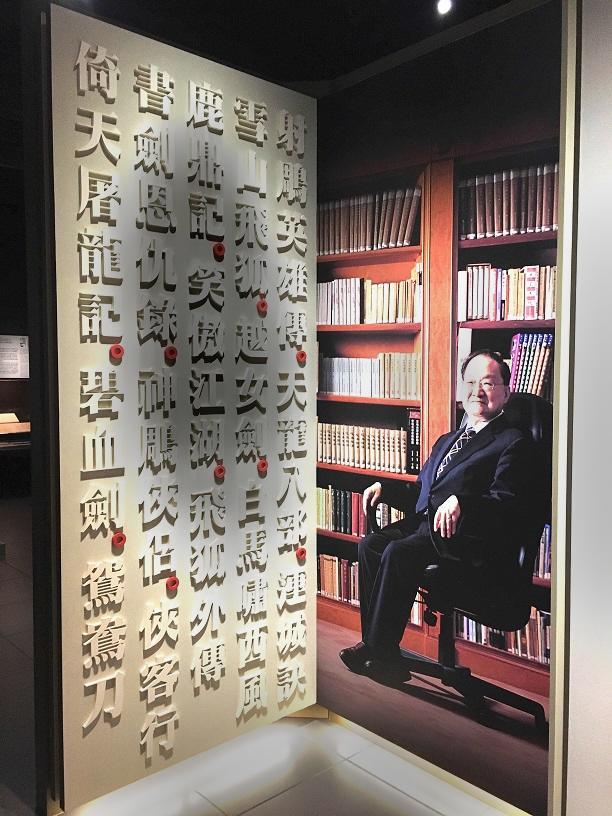 射鵰英雄傳．天龍八部．連城訣
雪山飛狐．越女劍．白馬嘯西風
鹿鼎記．笑傲江湖．飛狐外傳
書劍恩仇錄．神鵰俠侶．俠客行
倚天屠龍記．碧血劍．鴛鴦刀